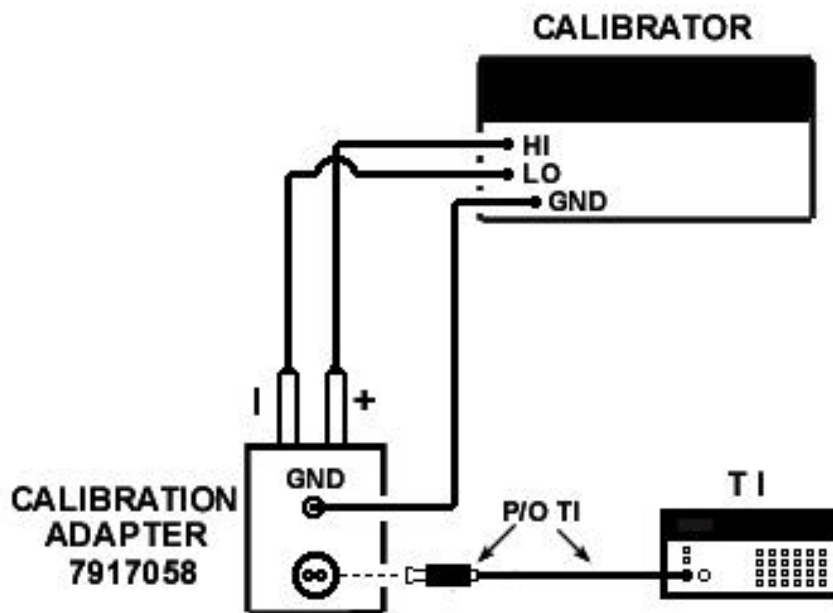 CALIBRATOR
HI
LO
GND
+
GND
CALIBRATION
ADAPTER
7917058
P/O TI
T I